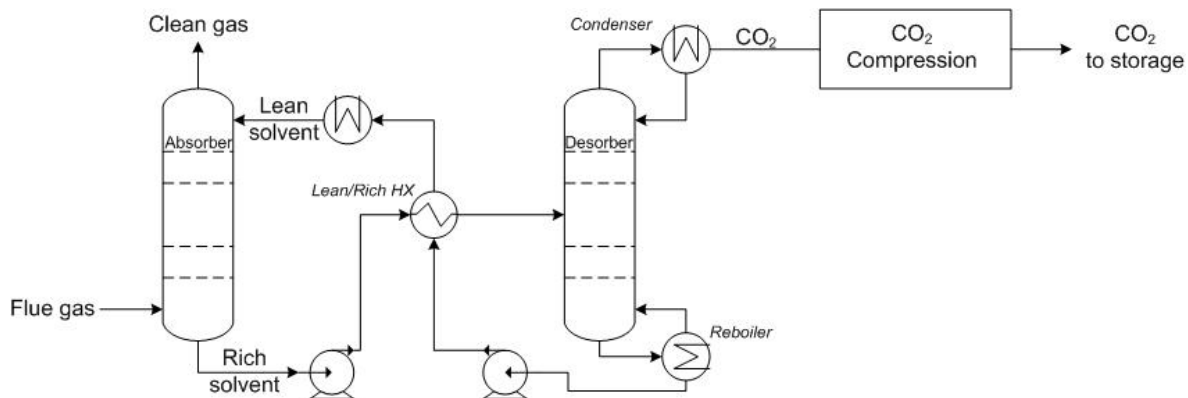 Clean gas
Condenser
CO₂
CO₂
Compression
CO₂
to storage
Lean
solvent
Absorber
Desorber
Lean/Rich HX
Flue gas
Rich
solvent
Reboiler